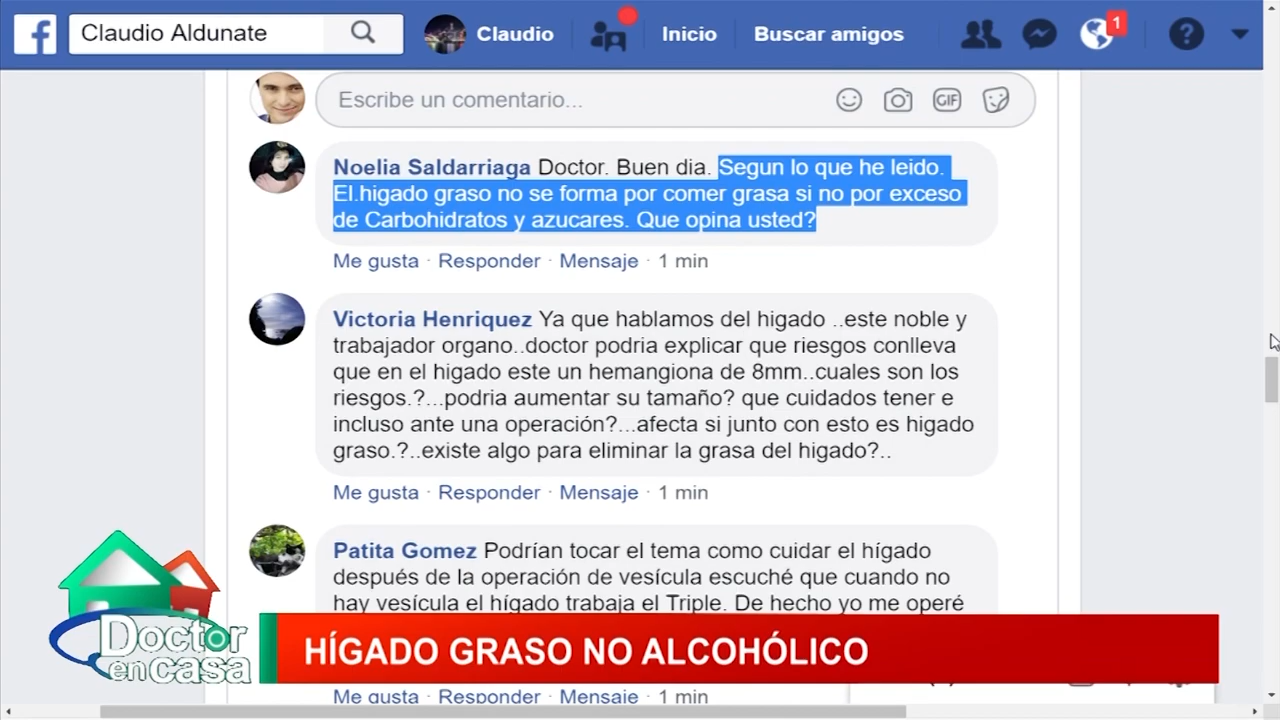 Claudio Aldunate
Claudio
Inicio
Buscar amigos
1
?
Escribe un comentario...
GIF
Noelia Saldarriaga Doctor. Buen dia. Segun lo que he leido.
El.higado graso no se forma por comer grasa si no por exceso
de Carbohidratos y azucares. Que opina usted?
Me gusta · Responder · Mensaje · 1 min
Victoria Henriquez Ya que hablamos del higado ..este noble y
trabajador organo..doctor podria explicar que riesgos conlleva
que en el higado este un hemangiona de 8mm..cuales son los
riesgos.?...podria aumentar su tamaño? que cuidados tener e
incluso ante una operación?...afecta si junto con esto es higado
graso.?..existe algo para eliminar la grasa del higado?..
Me gusta · Responder · Mensaje · 1 min
Patita Gomez Podrían tocar el tema como cuidar el hígado
después de la operación de vesícula escuché que cuando no
hay vesícula el hígado trabaja el Triple. De hecho yo me operé
Doctor
en casa
HÍGADO GRASO NO ALCOHÓLICO
Me gusta · Responder · Mensaje · 1 min